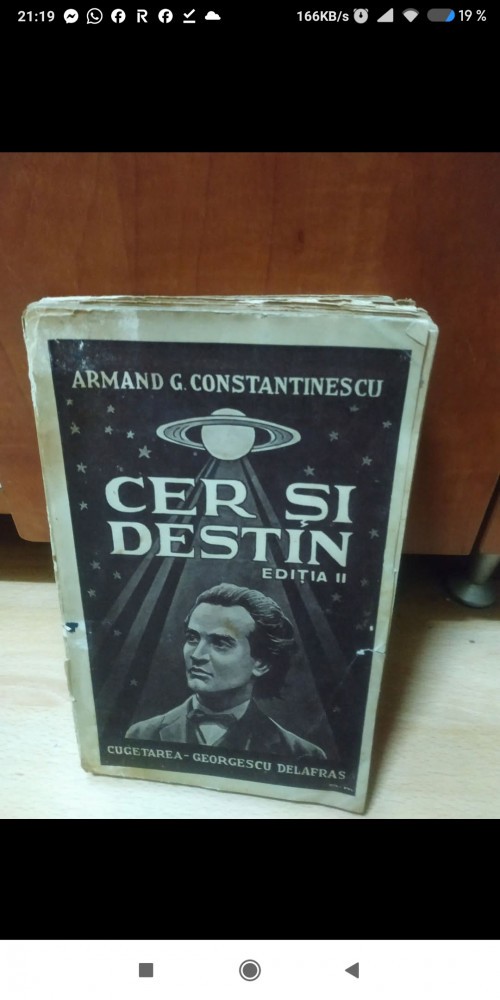 21:19
166KB/s
19 %
ARMAND G. CONSTANTINESCU
CER ȘI
DESTIN
EDIȚIA II
CUGETAREA - GEORGESCU DELAFRAS